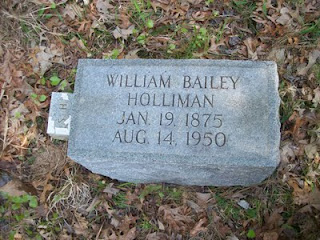 WILLIAM BAILEY
HOLLIMAN
JAN. 19, 1875
AUG. 14, 1950